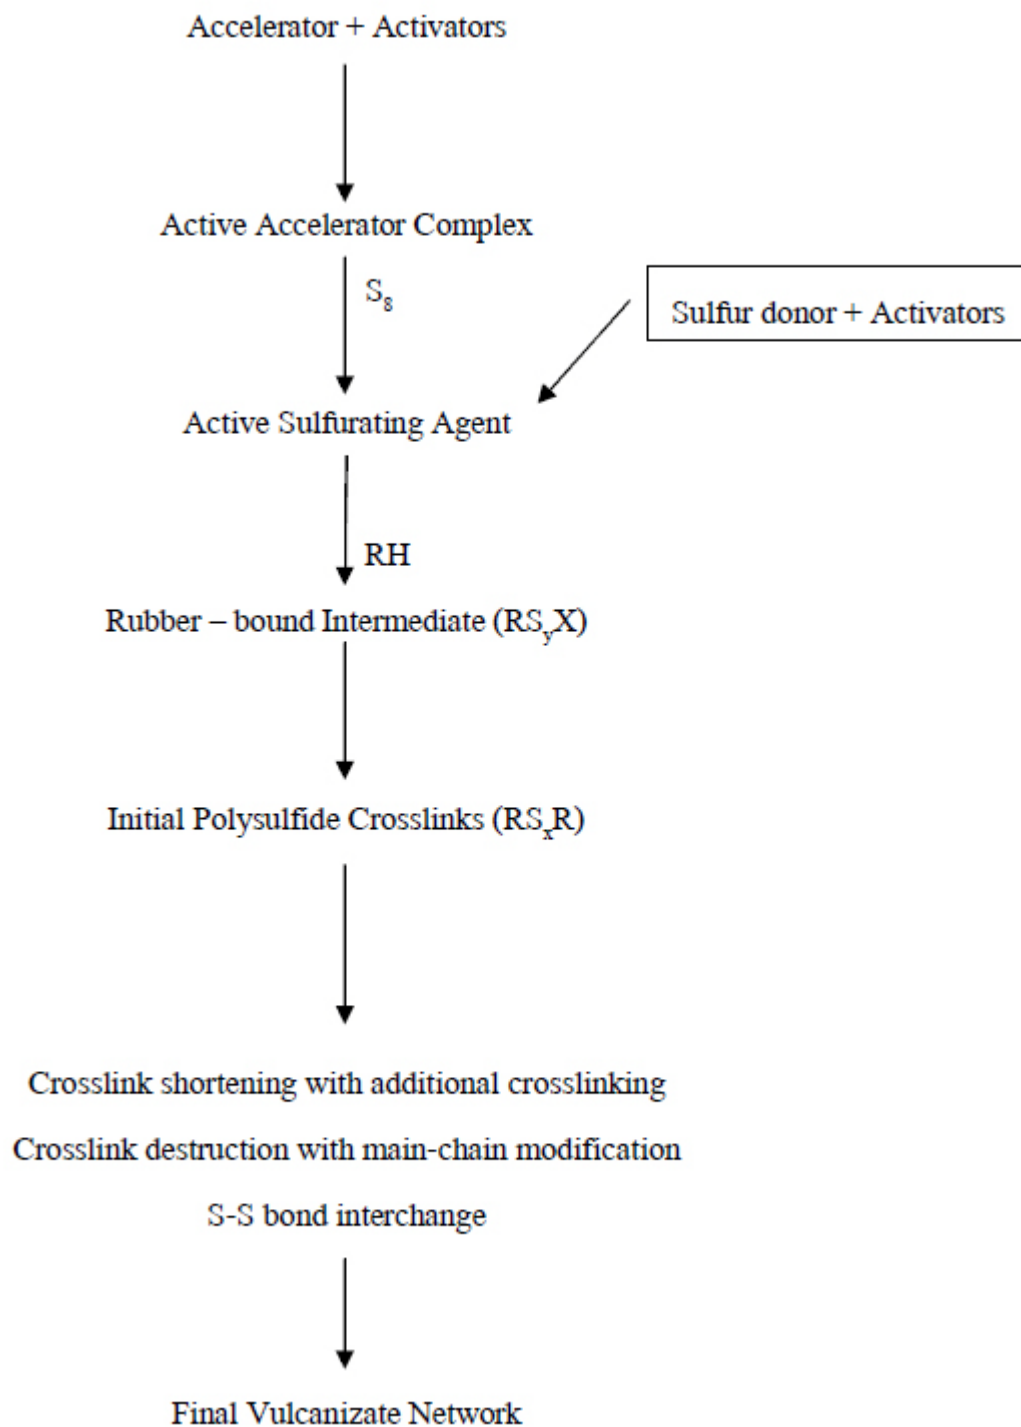 Accelerator + Activators
Active Accelerator Complex
S₈
Sulfur donor + Activators
Active Sulfurating Agent
RH
Rubber – bound Intermediate (RSᵧX)
Initial Polysulfide Crosslinks (RSₓR)
Crosslink shortening with additional crosslinking
Crosslink destruction with main-chain modification
S-S bond interchange
Final Vulcanizate Network